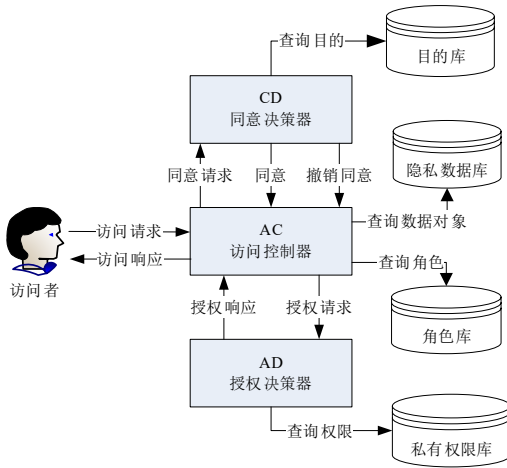 查询目的
目的库
CD
同意决策器
同意请求
同意
撤销同意
隐私数据库
访问请求
AC
访问控制器
查询数据对象
访问响应
查询角色
访问者
授权响应
授权请求
角色库
AD
授权决策器
查询权限
私有权限库